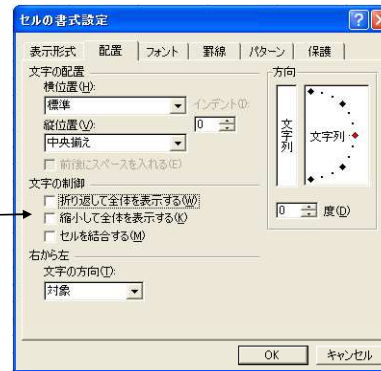 セルの書式設定
表示形式 配置 フォント 罫線 パターン 保護
文字の配置
横位置(H):
標準
インデント(I):
縦位置(V):
0
中央揃え
前後にスペースを入れる(E)
文字の制御
折り返して全体を表示する(W)
縮小して全体を表示する(K)
セルを結合する(M)
右から左
文字の方向(T):
対象
方向
文字列
文字列
0 度(D)
OK キャンセル